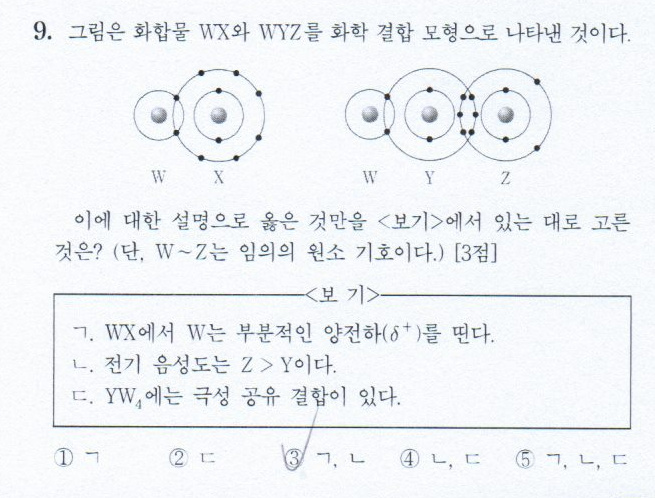 9. 그림은 화합물 WX와 WYZ를 화학 결합 모형으로 나타낸 것이다.
W X W Y Z
이에 대한 설명으로 옳은 것만을 <보기>에서 있는 대로 고른
것은? (단, W~Z는 임의의 원소 기호이다.) [3점]
<보 기>
ㄱ. WX에서 W는 부분적인 양전하(δ⁺)를 띤다.
ㄴ. 전기 음성도는 Z > Y이다.
ㄷ. YW₄에는 극성 공유 결합이 있다.
① ㄱ ② ㄷ ③ ㄱ, ㄴ ④ ㄴ, ㄷ ⑤ ㄱ, ㄴ, ㄷ